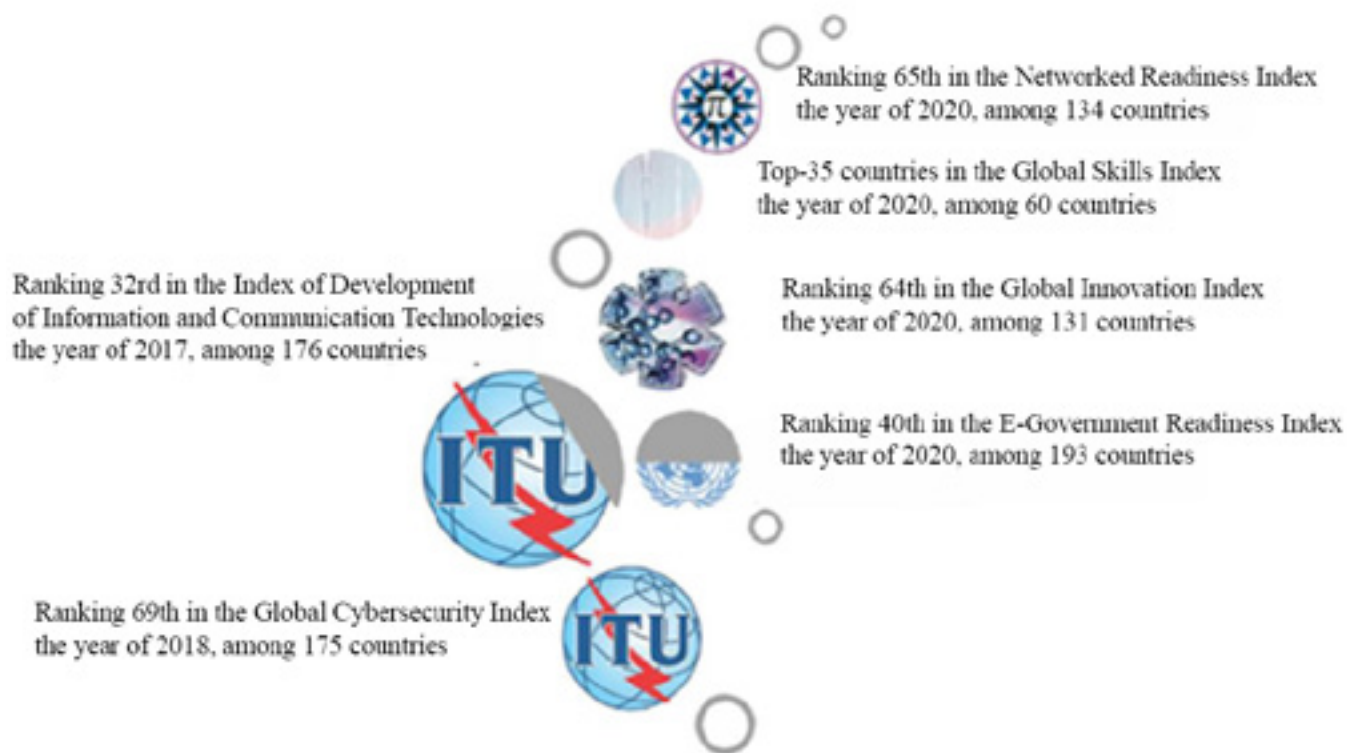 Ranking 65th in the Networked Readiness Index
the year of 2020, among 134 countries
Top-35 countries in the Global Skills Index
the year of 2020, among 60 countries
Ranking 32rd in the Index of Development
of Information and Communication Technologies
the year of 2017, among 176 countries
Ranking 64th in the Global Innovation Index
the year of 2020, among 131 countries
Ranking 40th in the E-Government Readiness Index
the year of 2020, among 193 countries
ITU
Ranking 69th in the Global Cybersecurity Index
the year of 2018, among 175 countries
ITU
π